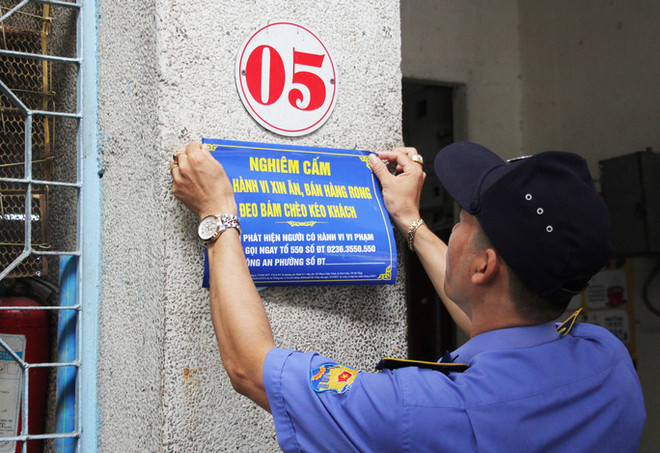 05
NGHIÊM CẤM
HÀNH VI XIN ĂN, BÁN HÀNG RONG
ĐEO BÁM CHÈO KÉO KHÁCH
PHÁT HIỆN NGƯỜI CÓ HÀNH VI VI PHẠM
GỌI NGAY TỔ 550 SỐ ĐT 0236.3550.550
CÔNG AN PHƯỜNG SỐ ĐT